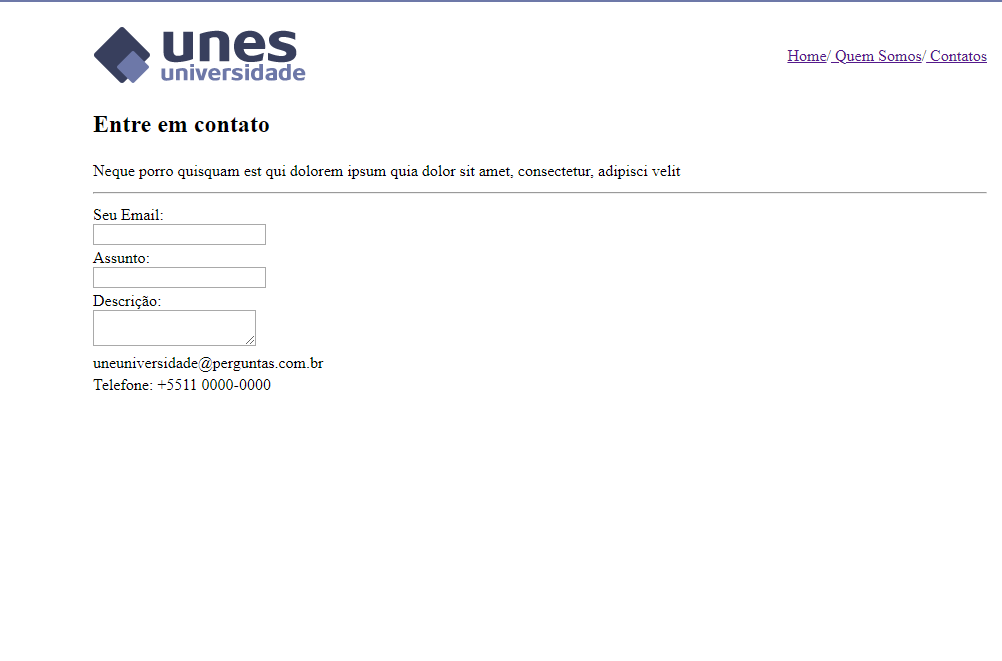 unes
universidade
Home/ Quem Somos/ Contatos
Entre em contato
Neque porro quisquam est qui dolorem ipsum quia dolor sit amet, consectetur, adipisci velit
Seu Email:
Assunto:
Descrição:
uneuniversidade@perguntas.com.br
Telefone: +5511 0000-0000